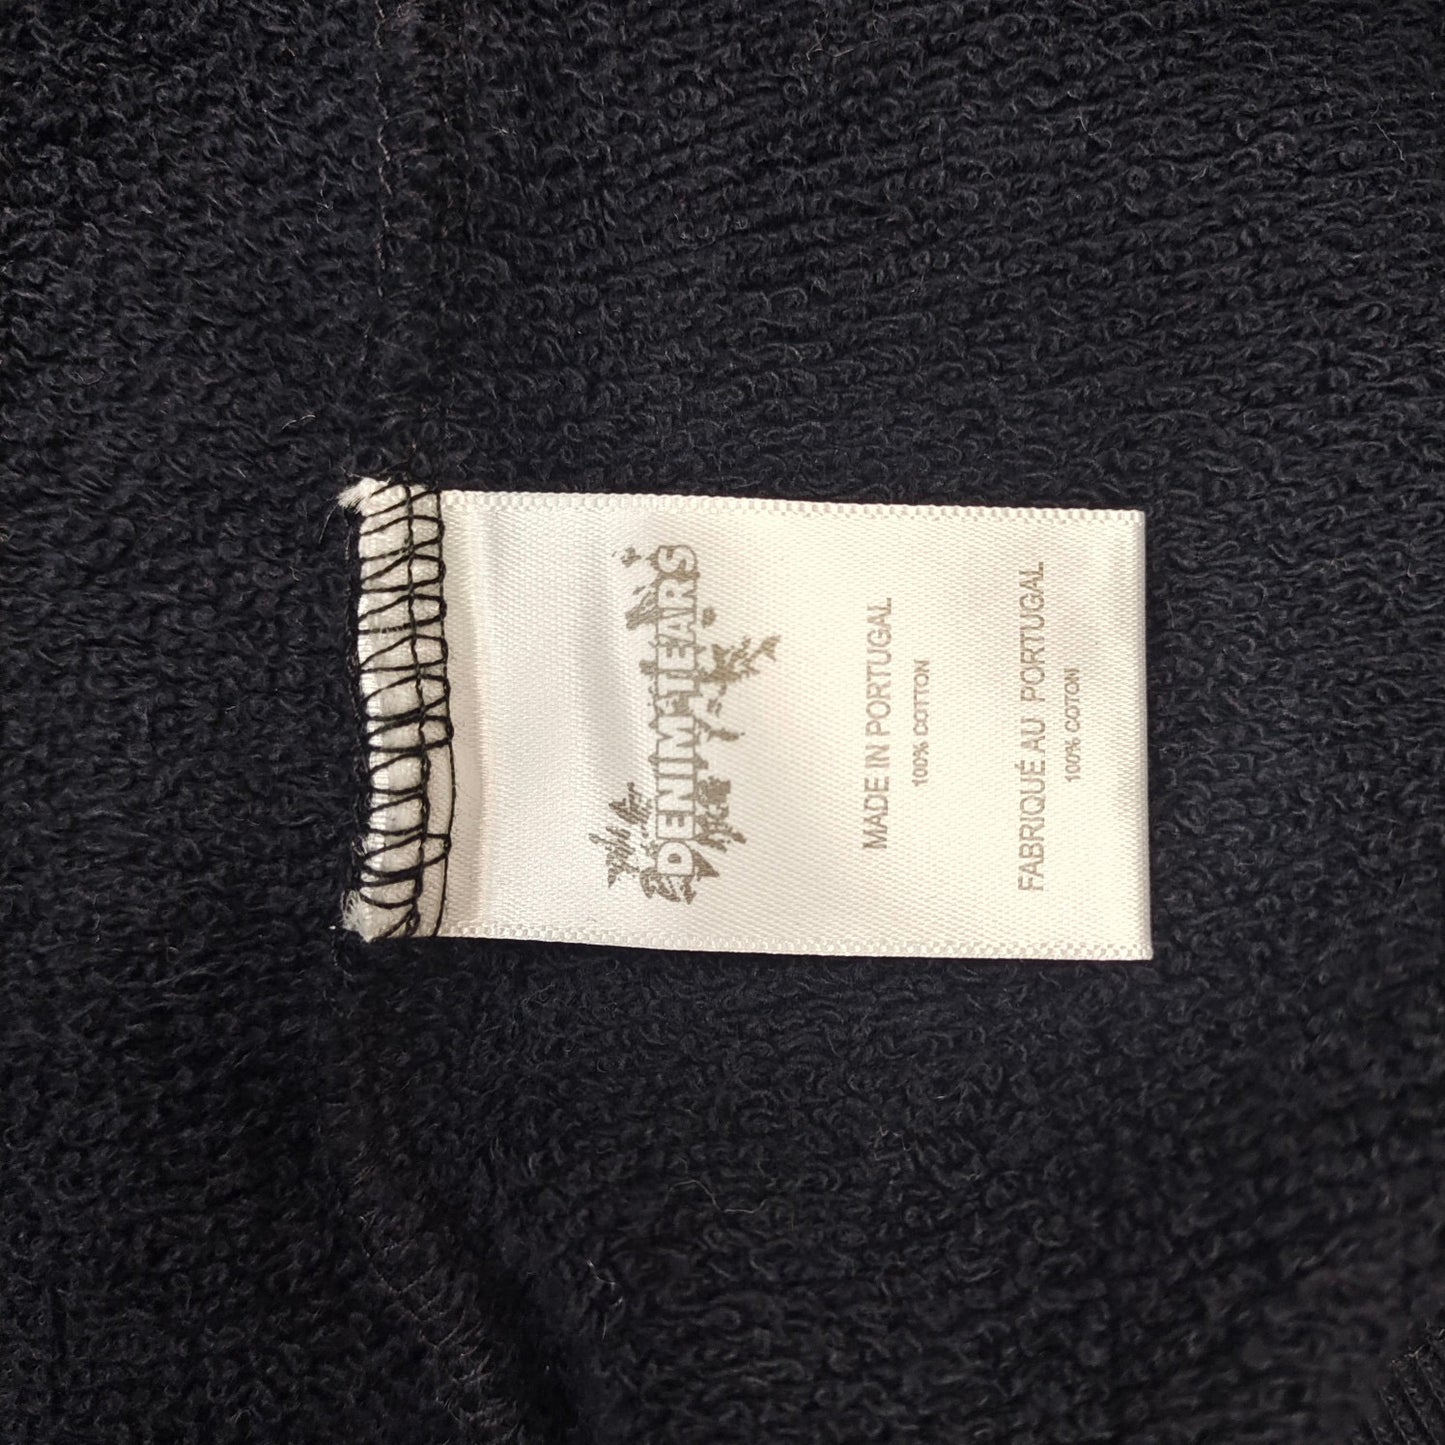 DENIM TEARS
MADE IN PORTUGAL
100% COTTON
FABRIQUÉ AU PORTUGAL
100% COTON